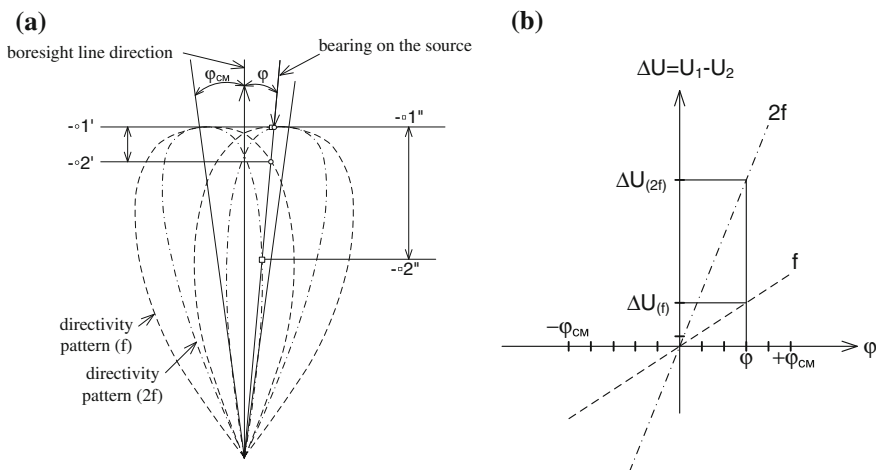 (a)
boresight line direction
bearing on the source
φсм
φ
-○1'
-○2'
-□1"
-□2"
directivity
pattern (f)
directivity
pattern (2f)
(b)
ΔU=U₁-U₂
2f
ΔU(2f)
f
ΔU(f)
−φсм
φ
+φсм
φ